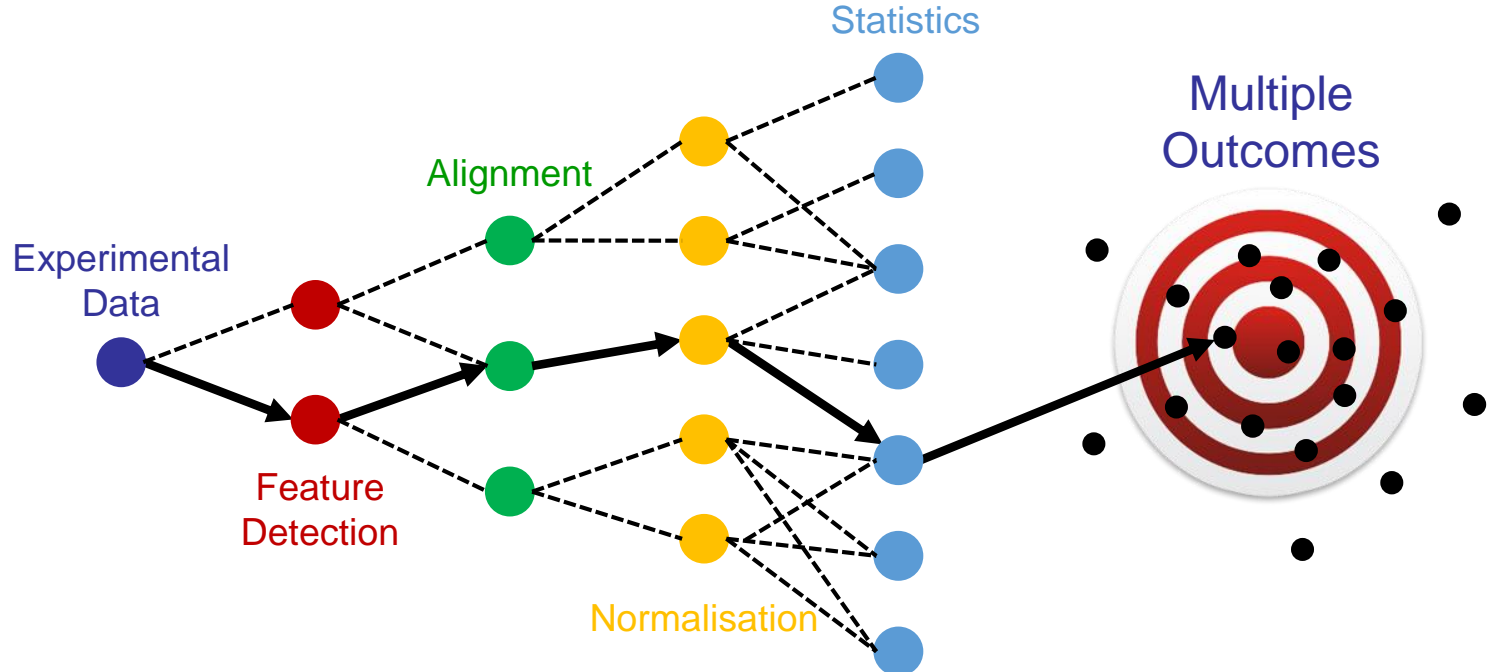 Statistics
Multiple
Outcomes
Alignment
Experimental
Data
Feature
Detection
Normalisation